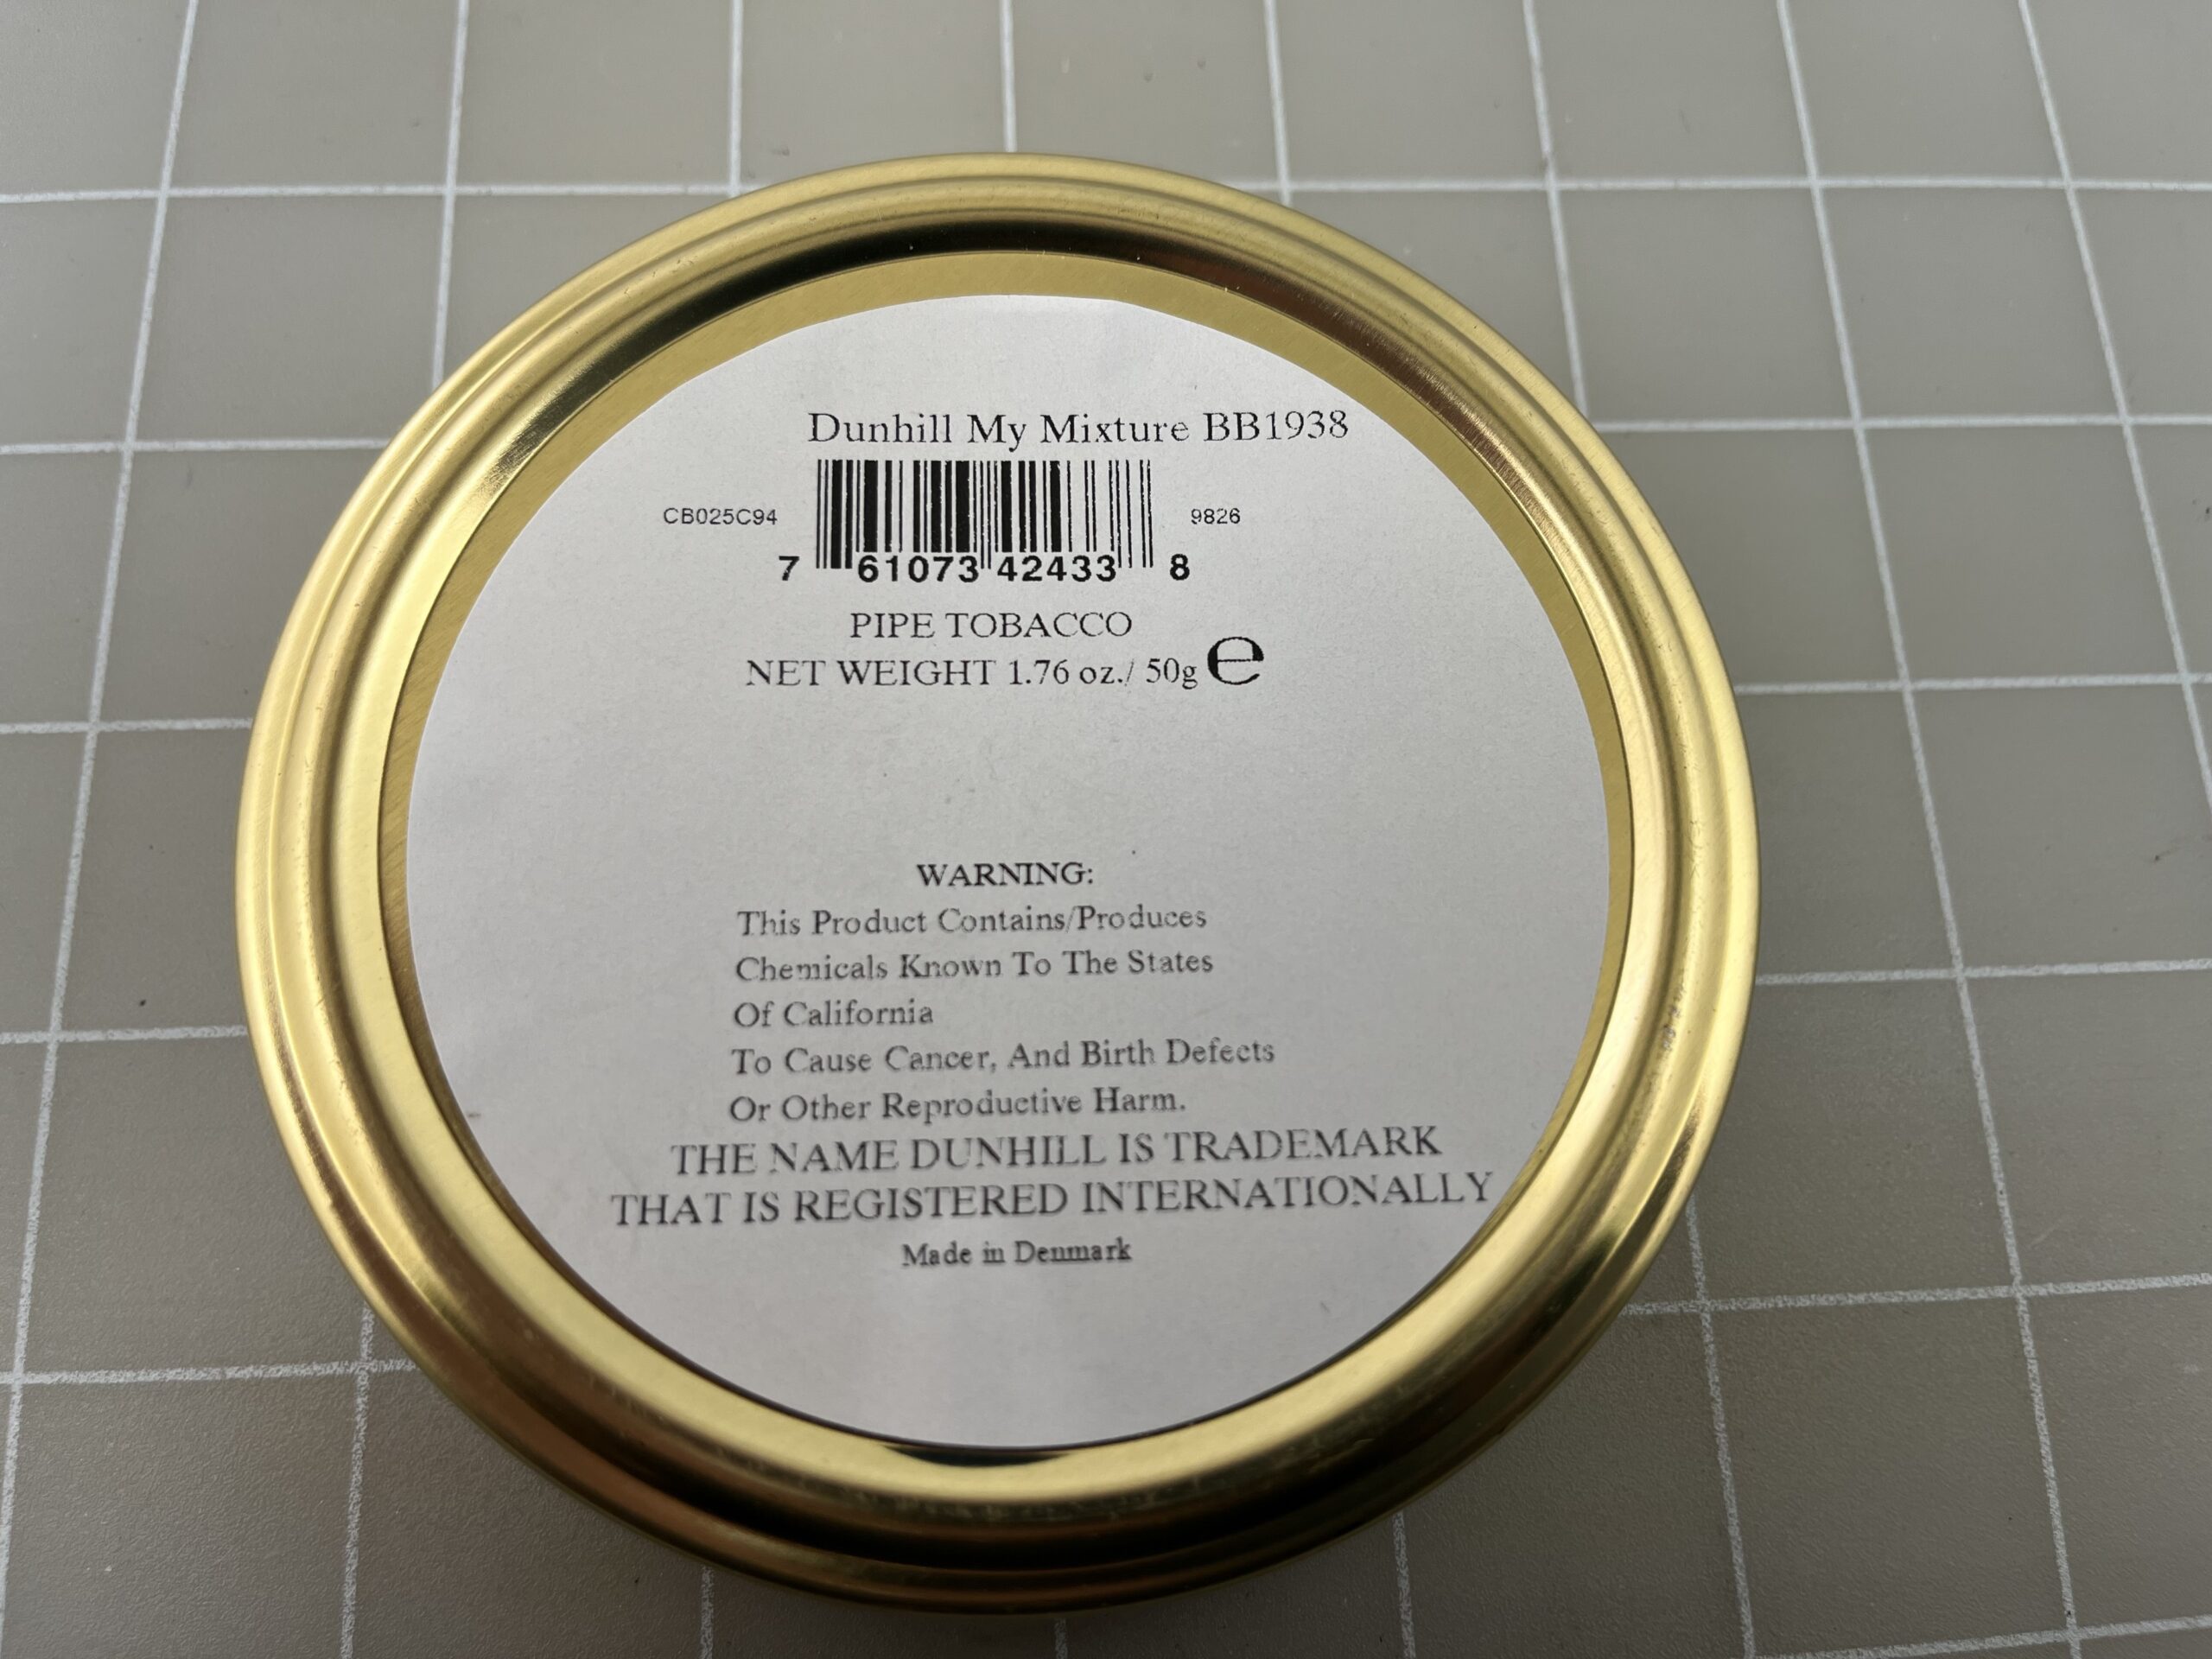 Dunhill My Mixture BB1938
CB025C94
9826
7 61073 42433 8
PIPE TOBACCO
NET WEIGHT 1.76 oz./ 50g ℮
WARNING:
This Product Contains/Produces
Chemicals Known To The States
Of California
To Cause Cancer, And Birth Defects
Or Other Reproductive Harm.
THE NAME DUNHILL IS TRADEMARK
THAT IS REGISTERED INTERNATIONALLY
Made in Denmark